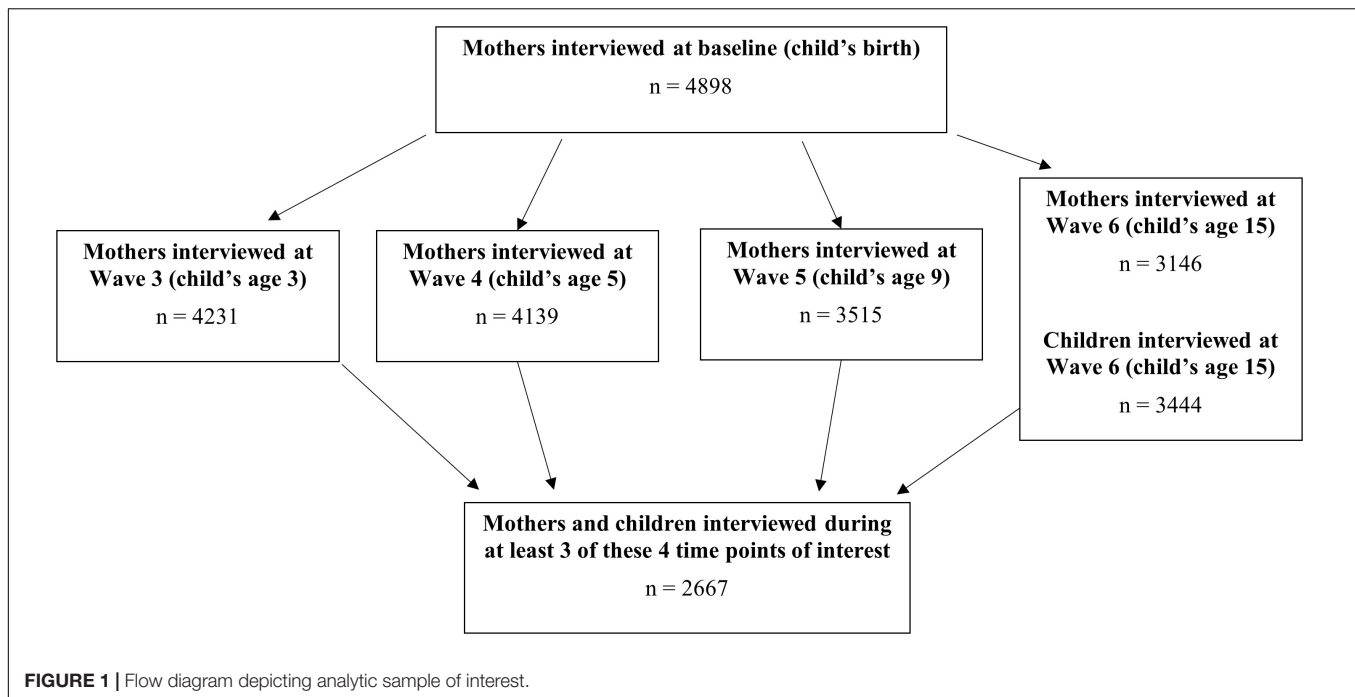 Mothers interviewed at baseline (child’s birth)
n = 4898
Mothers interviewed at
Wave 3 (child’s age 3)
n = 4231
Mothers interviewed at
Wave 4 (child’s age 5)
n = 4139
Mothers interviewed at
Wave 5 (child’s age 9)
n = 3515
Mothers interviewed at
Wave 6 (child’s age 15)
n = 3146
Children interviewed at
Wave 6 (child’s age 15)
n = 3444
Mothers and children interviewed during
at least 3 of these 4 time points of interest
n = 2667
FIGURE 1 | Flow diagram depicting analytic sample of interest.